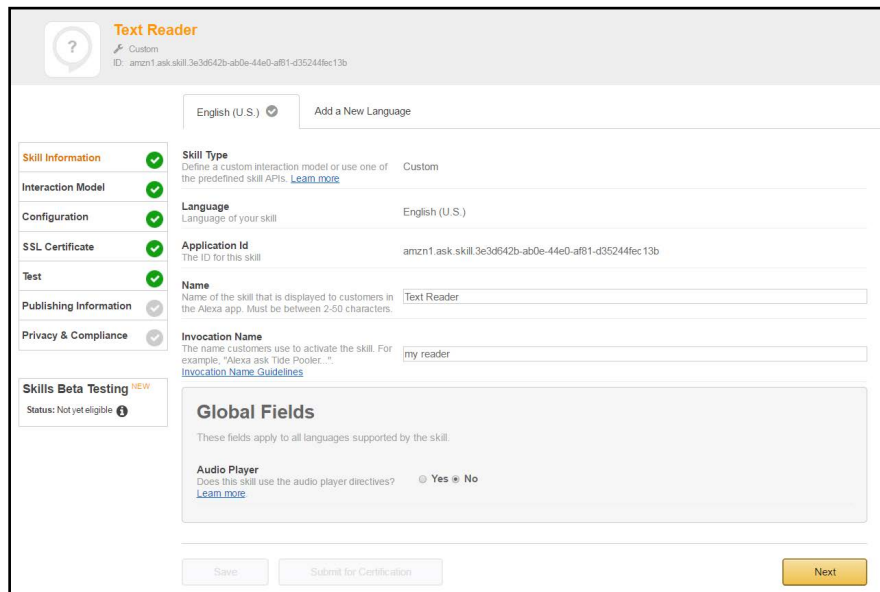 Text Reader
Custom
ID: amzn1.ask.skill.3e3d642b-ab0e-44e0-af81-d35244fec13b
English (U.S.)
Add a New Language
Skill Information
Interaction Model
Configuration
SSL Certificate
Test
Publishing Information
Privacy & Compliance
Skills Beta Testing NEW
Status: Not yet eligible
Skill Type
Define a custom interaction model or use one of
the predefined skill APIs. Learn more
Custom
Language
Language of your skill
English (U.S.)
Application Id
The ID for this skill
amzn1.ask.skill.3e3d642b-ab0e-44e0-af81-d35244fec13b
Name
Name of the skill that is displayed to customers in
the Alexa app. Must be between 2-50 characters.
Text Reader
Invocation Name
The name customers use to activate the skill. For
example, "Alexa ask Tide Pooler...".
Invocation Name Guidelines
my reader
Global Fields
These fields apply to all languages supported by the skill.
Audio Player
Does this skill use the audio player directives?
Learn more
Yes No
Save
Submit for Certification
Next